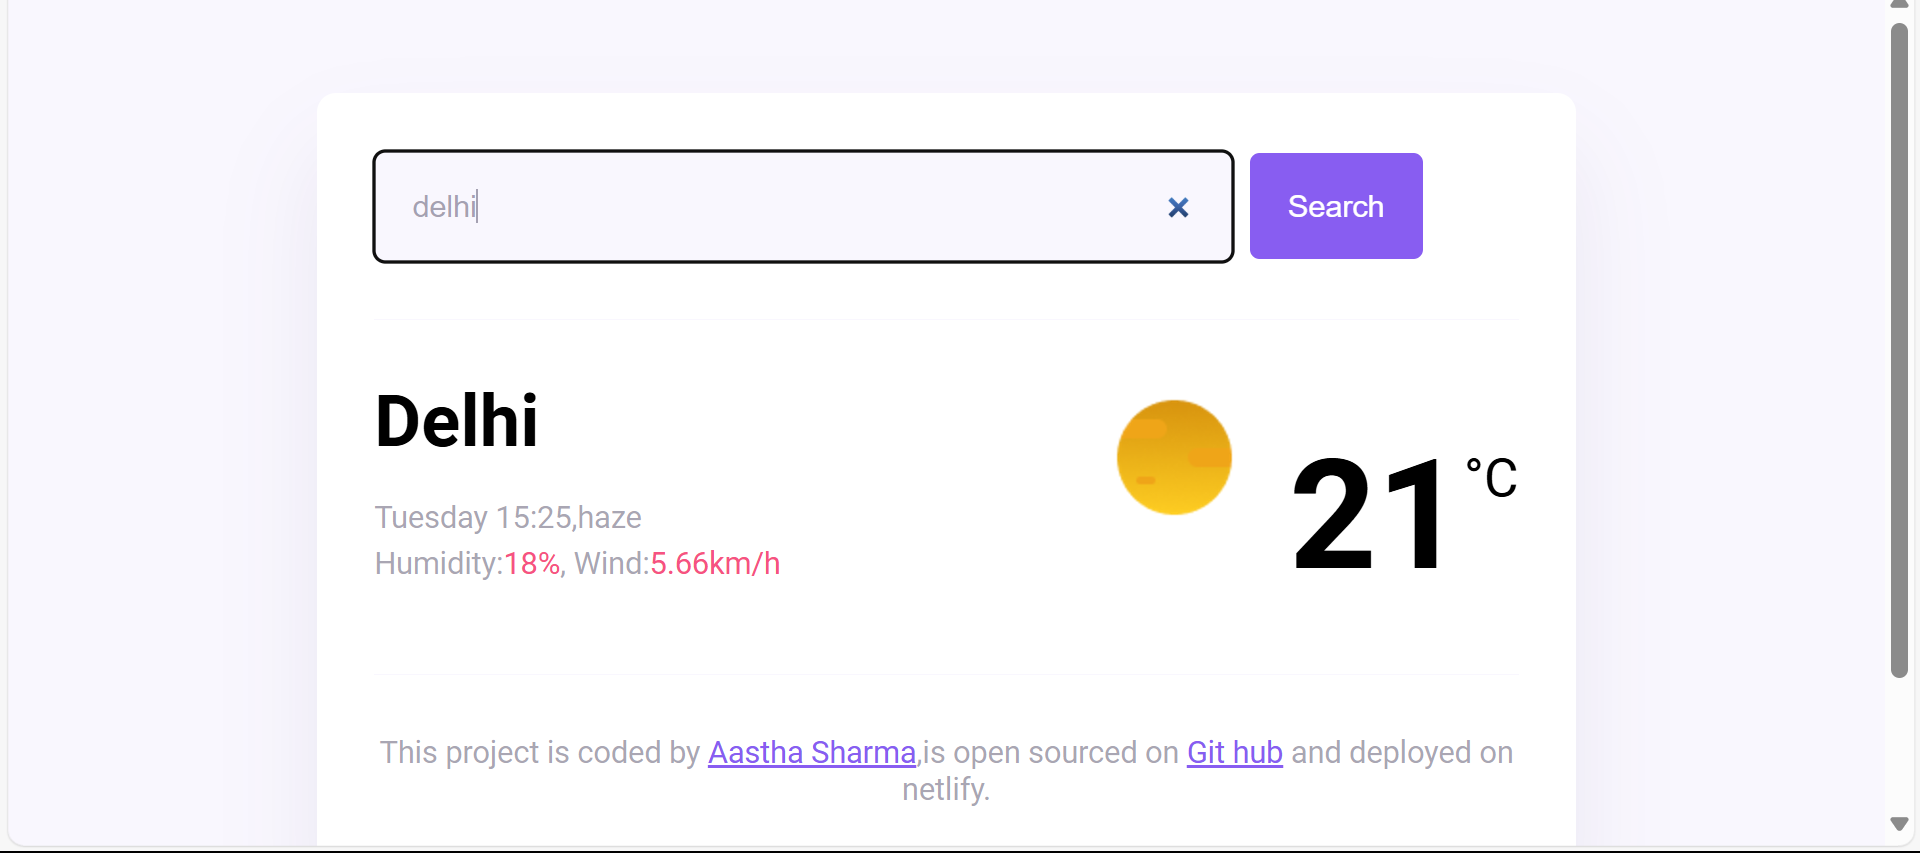 delhi
Search
Delhi
21 °C
Tuesday 15:25,haze
Humidity:18%, Wind:5.66km/h
This project is coded by Aastha Sharma,is open sourced on Git hub and deployed on
netlify.